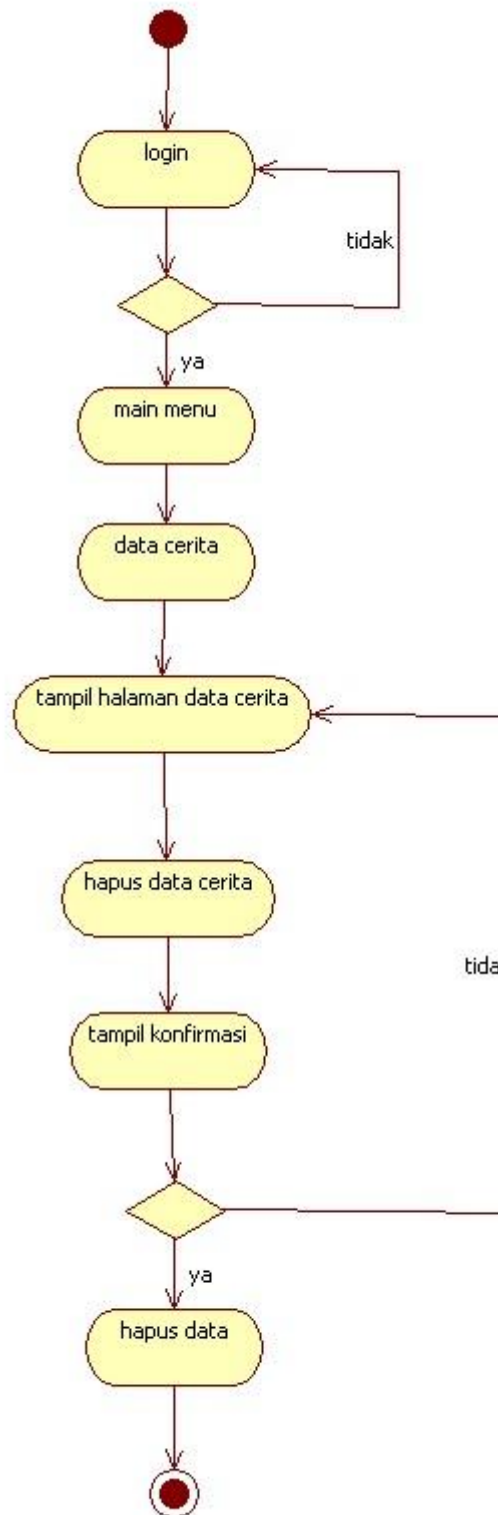 login
tidak
ya
main menu
data cerita
tampil halaman data cerita
hapus data cerita
tida
tampil konfirmasi
ya
hapus data